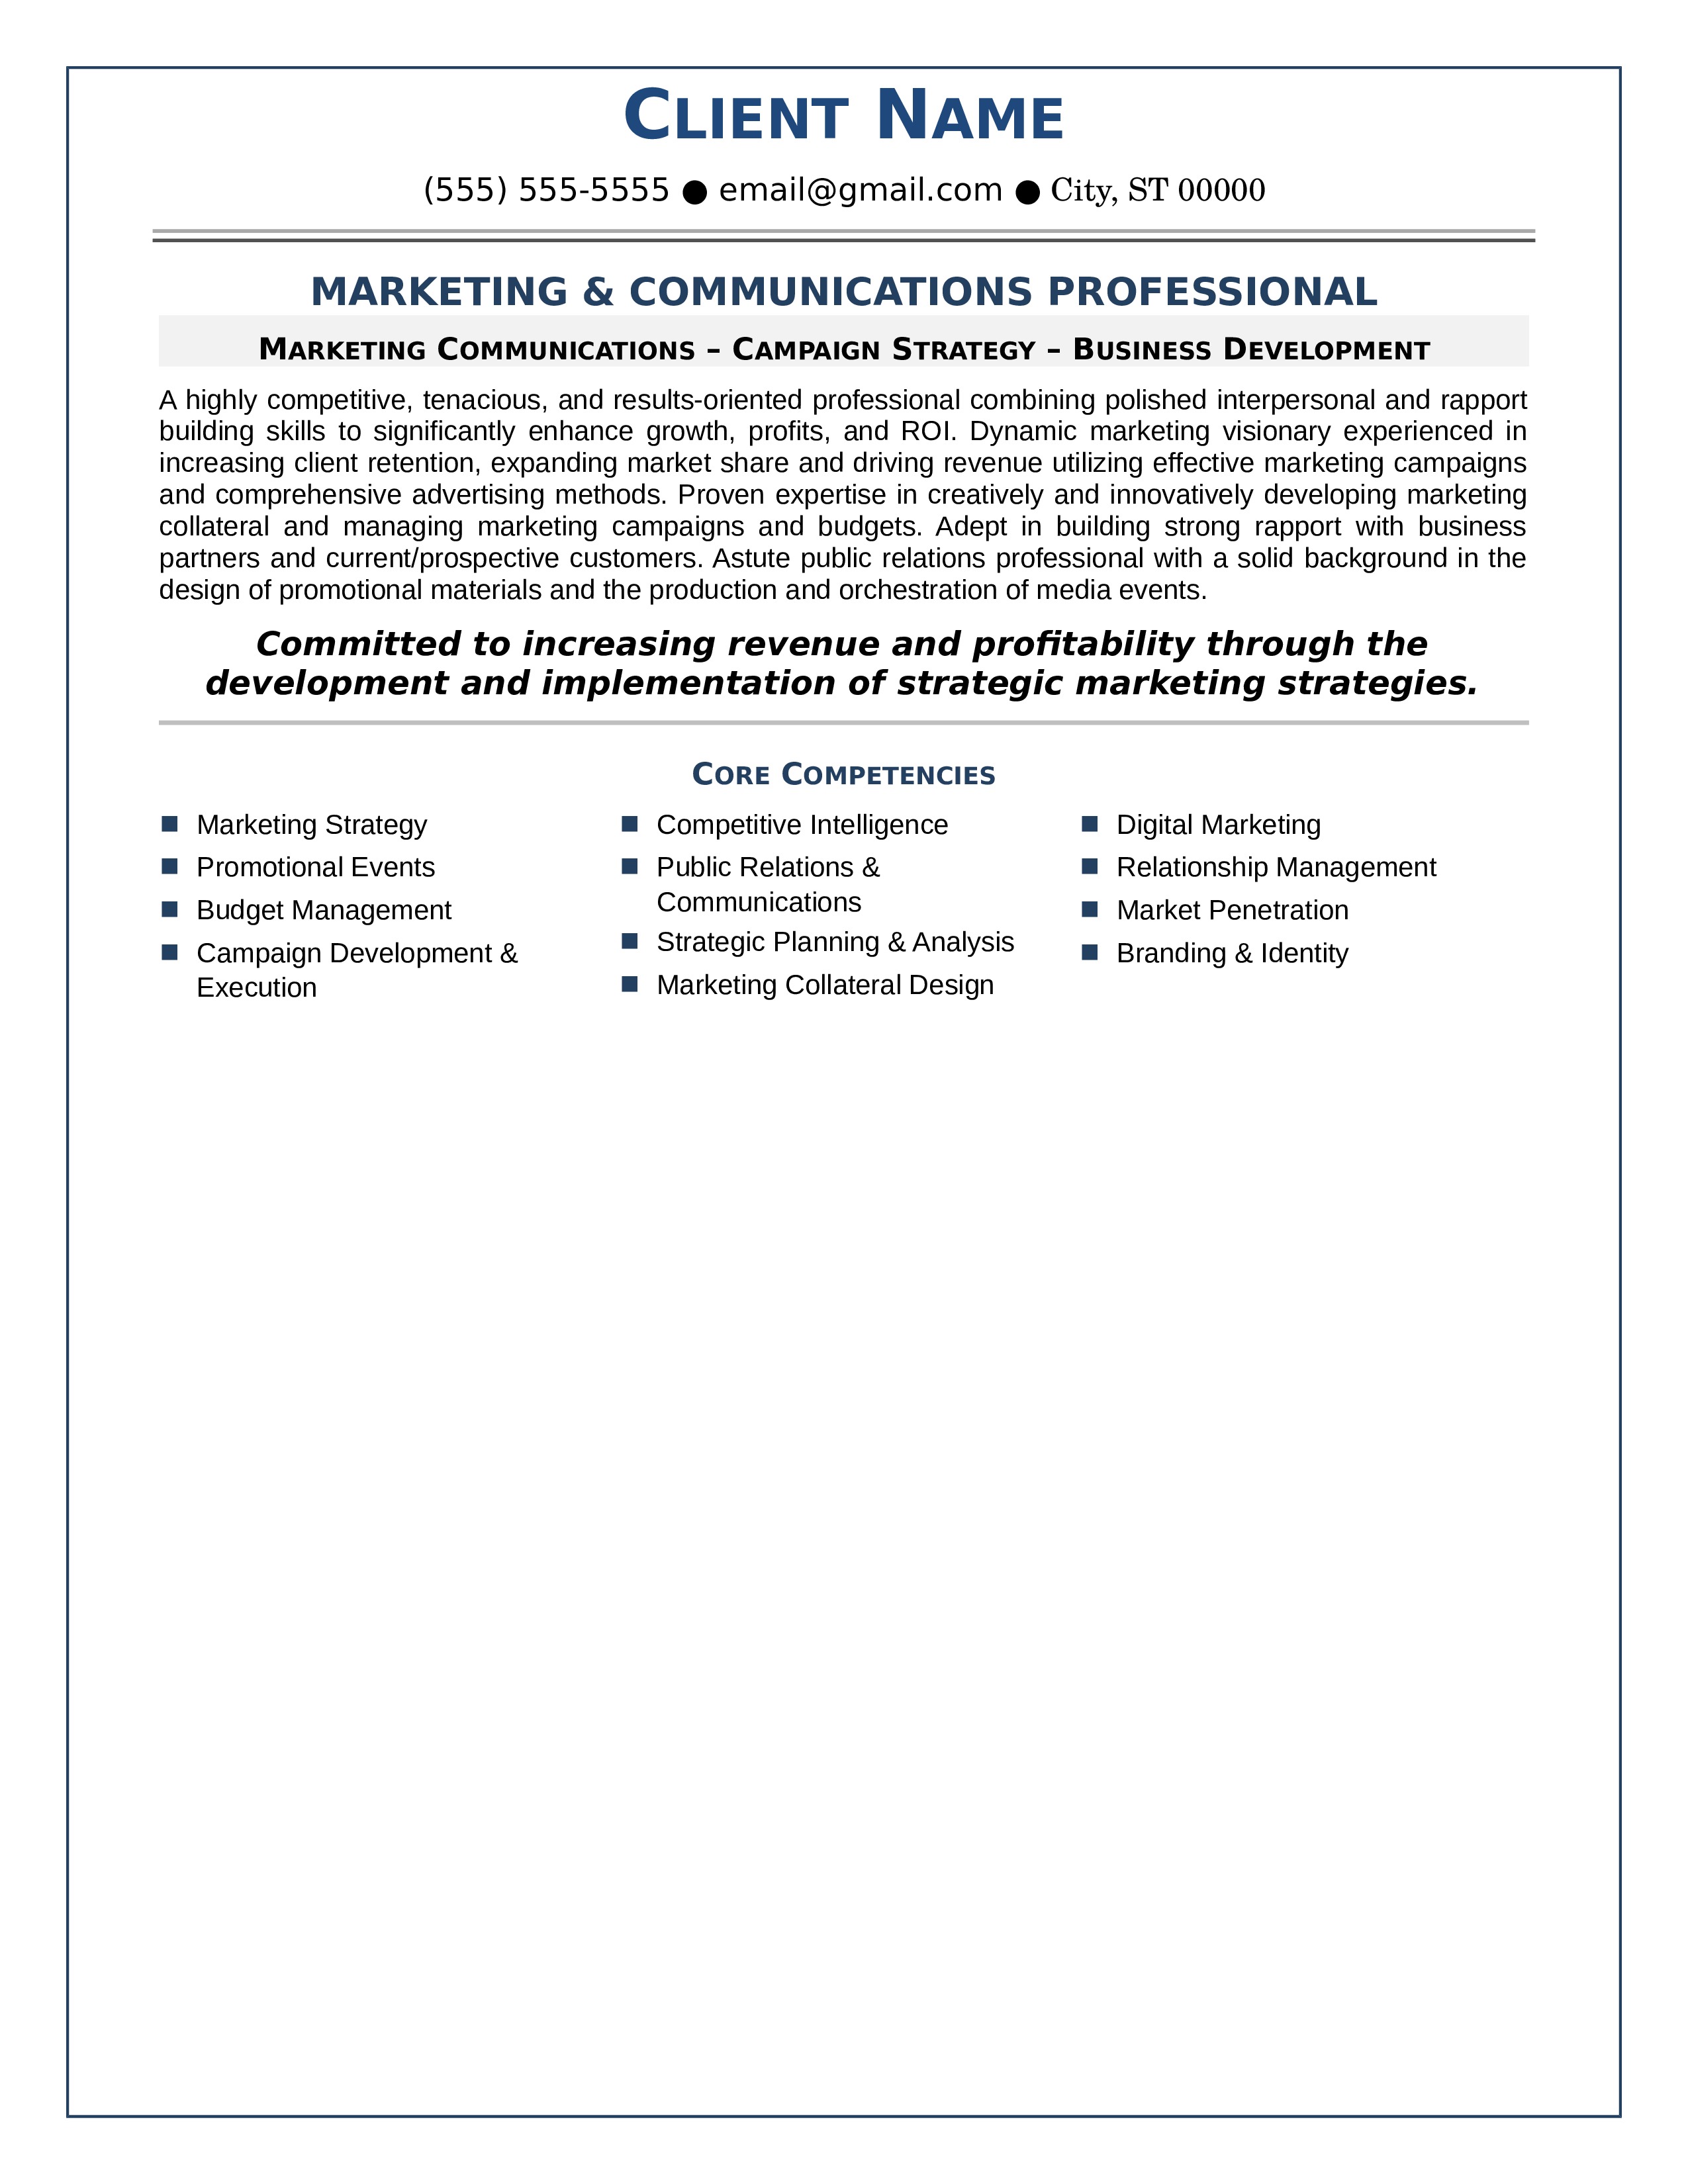 CLIENT NAME
(555) 555-5555 ● email@gmail.com ● City, ST 00000
MARKETING & COMMUNICATIONS PROFESSIONAL
MARKETING COMMUNICATIONS – CAMPAIGN STRATEGY – BUSINESS DEVELOPMENT
A highly competitive, tenacious, and results-oriented professional combining polished interpersonal and rapport
building skills to significantly enhance growth, profits, and ROI. Dynamic marketing visionary experienced in
increasing client retention, expanding market share and driving revenue utilizing effective marketing campaigns
and comprehensive advertising methods. Proven expertise in creatively and innovatively developing marketing
collateral and managing marketing campaigns and budgets. Adept in building strong rapport with business
partners and current/prospective customers. Astute public relations professional with a solid background in the
design of promotional materials and the production and orchestration of media events.
Committed to increasing revenue and profitability through the
development and implementation of strategic marketing strategies.
CORE COMPETENCIES
■ Marketing Strategy
■ Promotional Events
■ Budget Management
■ Campaign Development &
Execution
■ Competitive Intelligence
■ Public Relations &
Communications
■ Strategic Planning & Analysis
■ Marketing Collateral Design
■ Digital Marketing
■ Relationship Management
■ Market Penetration
■ Branding & Identity